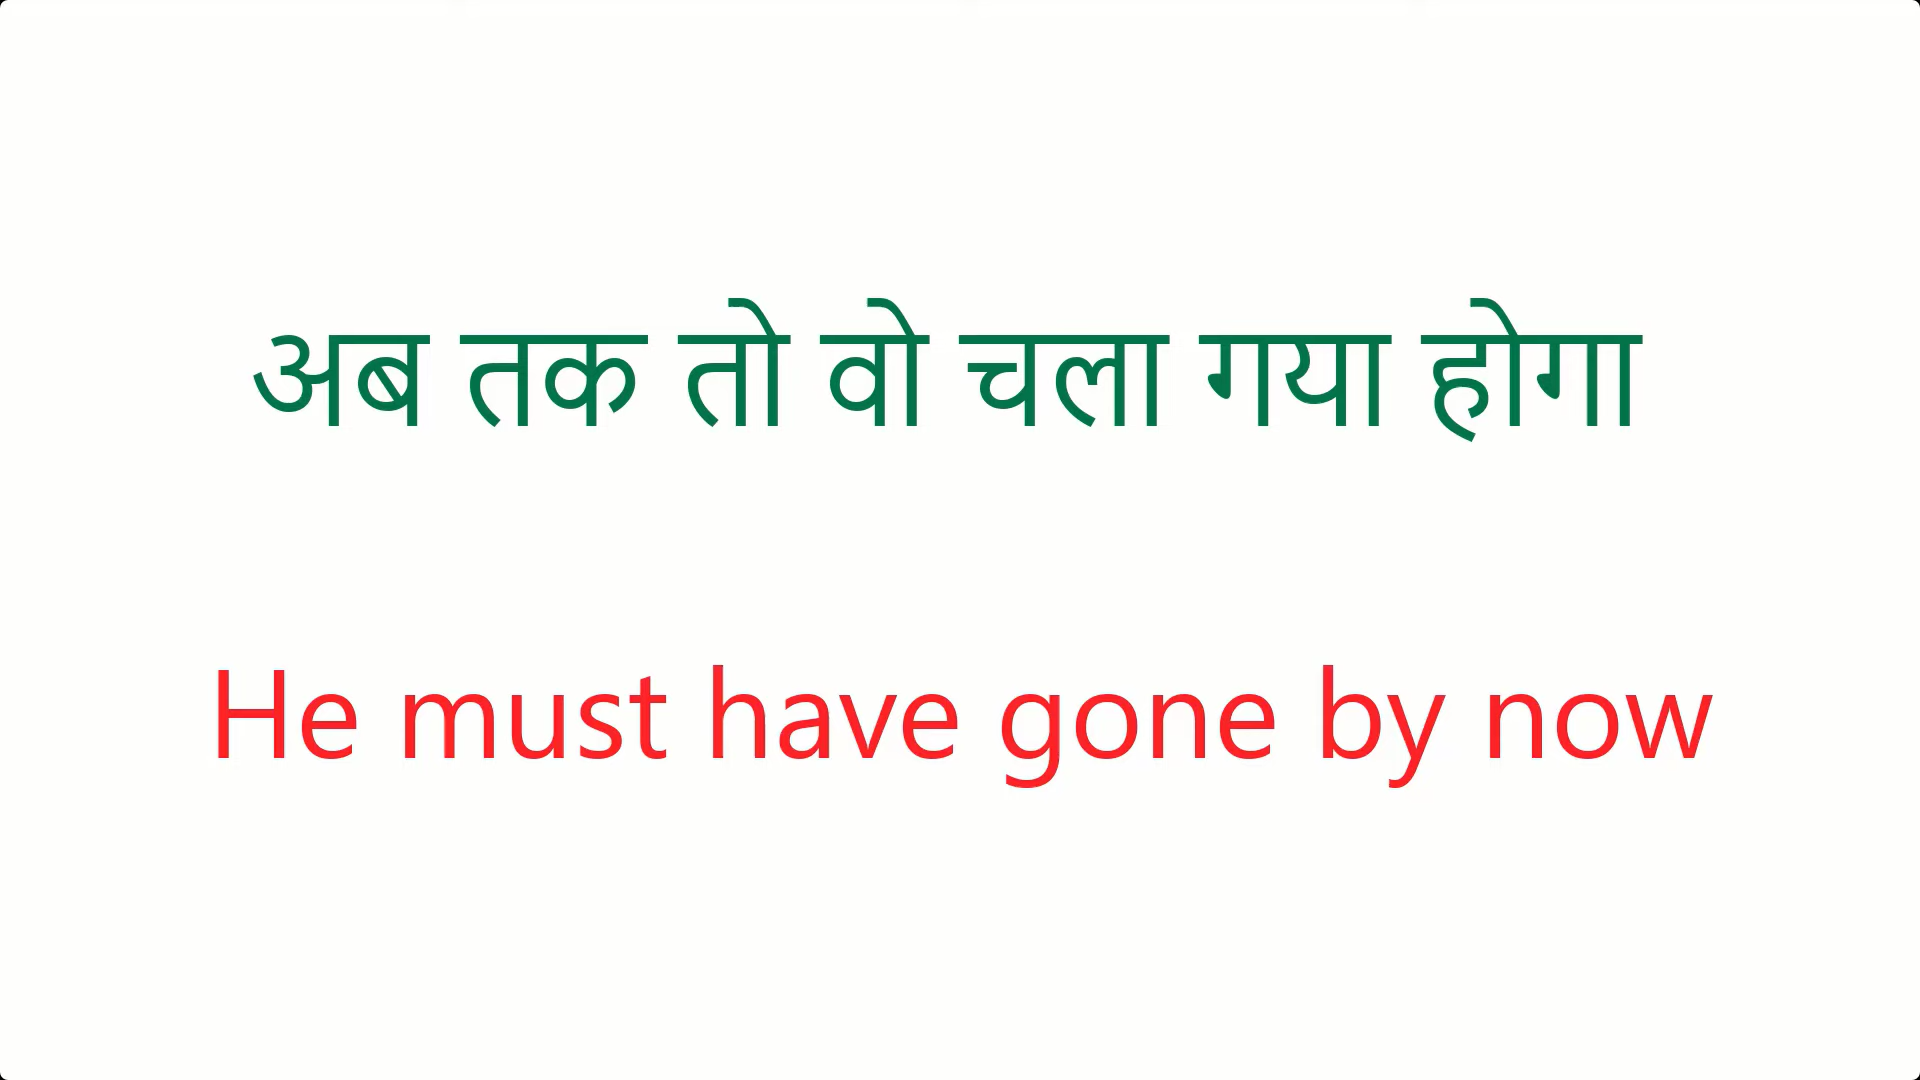 अब तक तो वो चला गया होगा
He must have gone by now